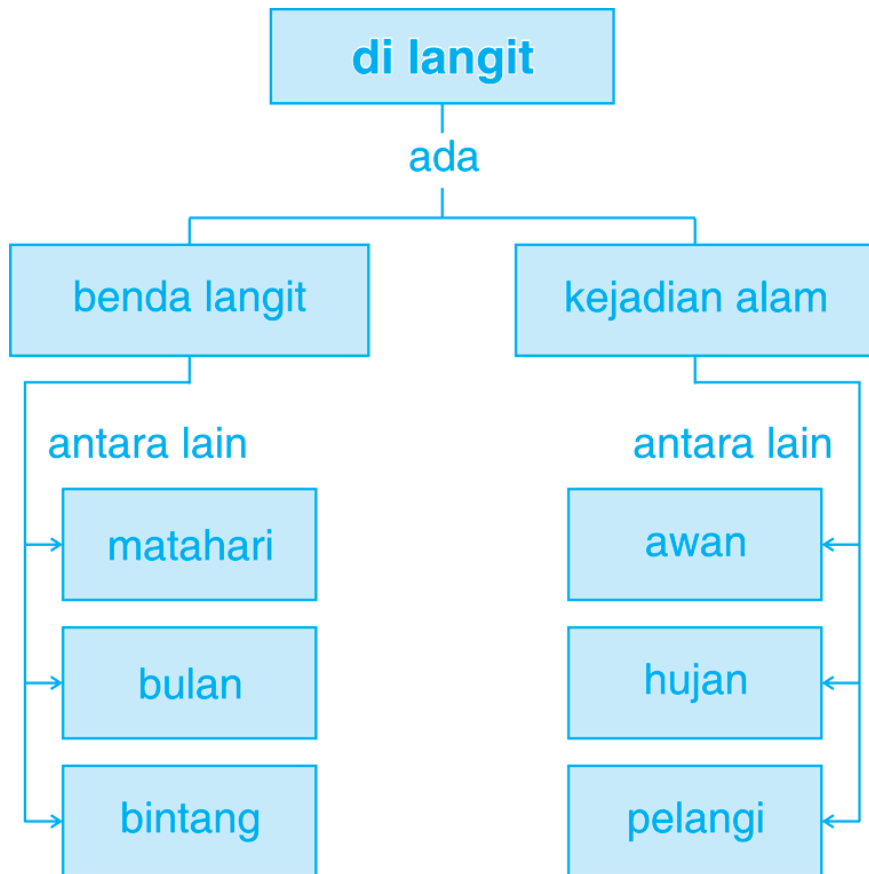 di langit
ada
benda langit
kejadian alam
antara lain
matahari
bulan
bintang
antara lain
awan
hujan
pelangi